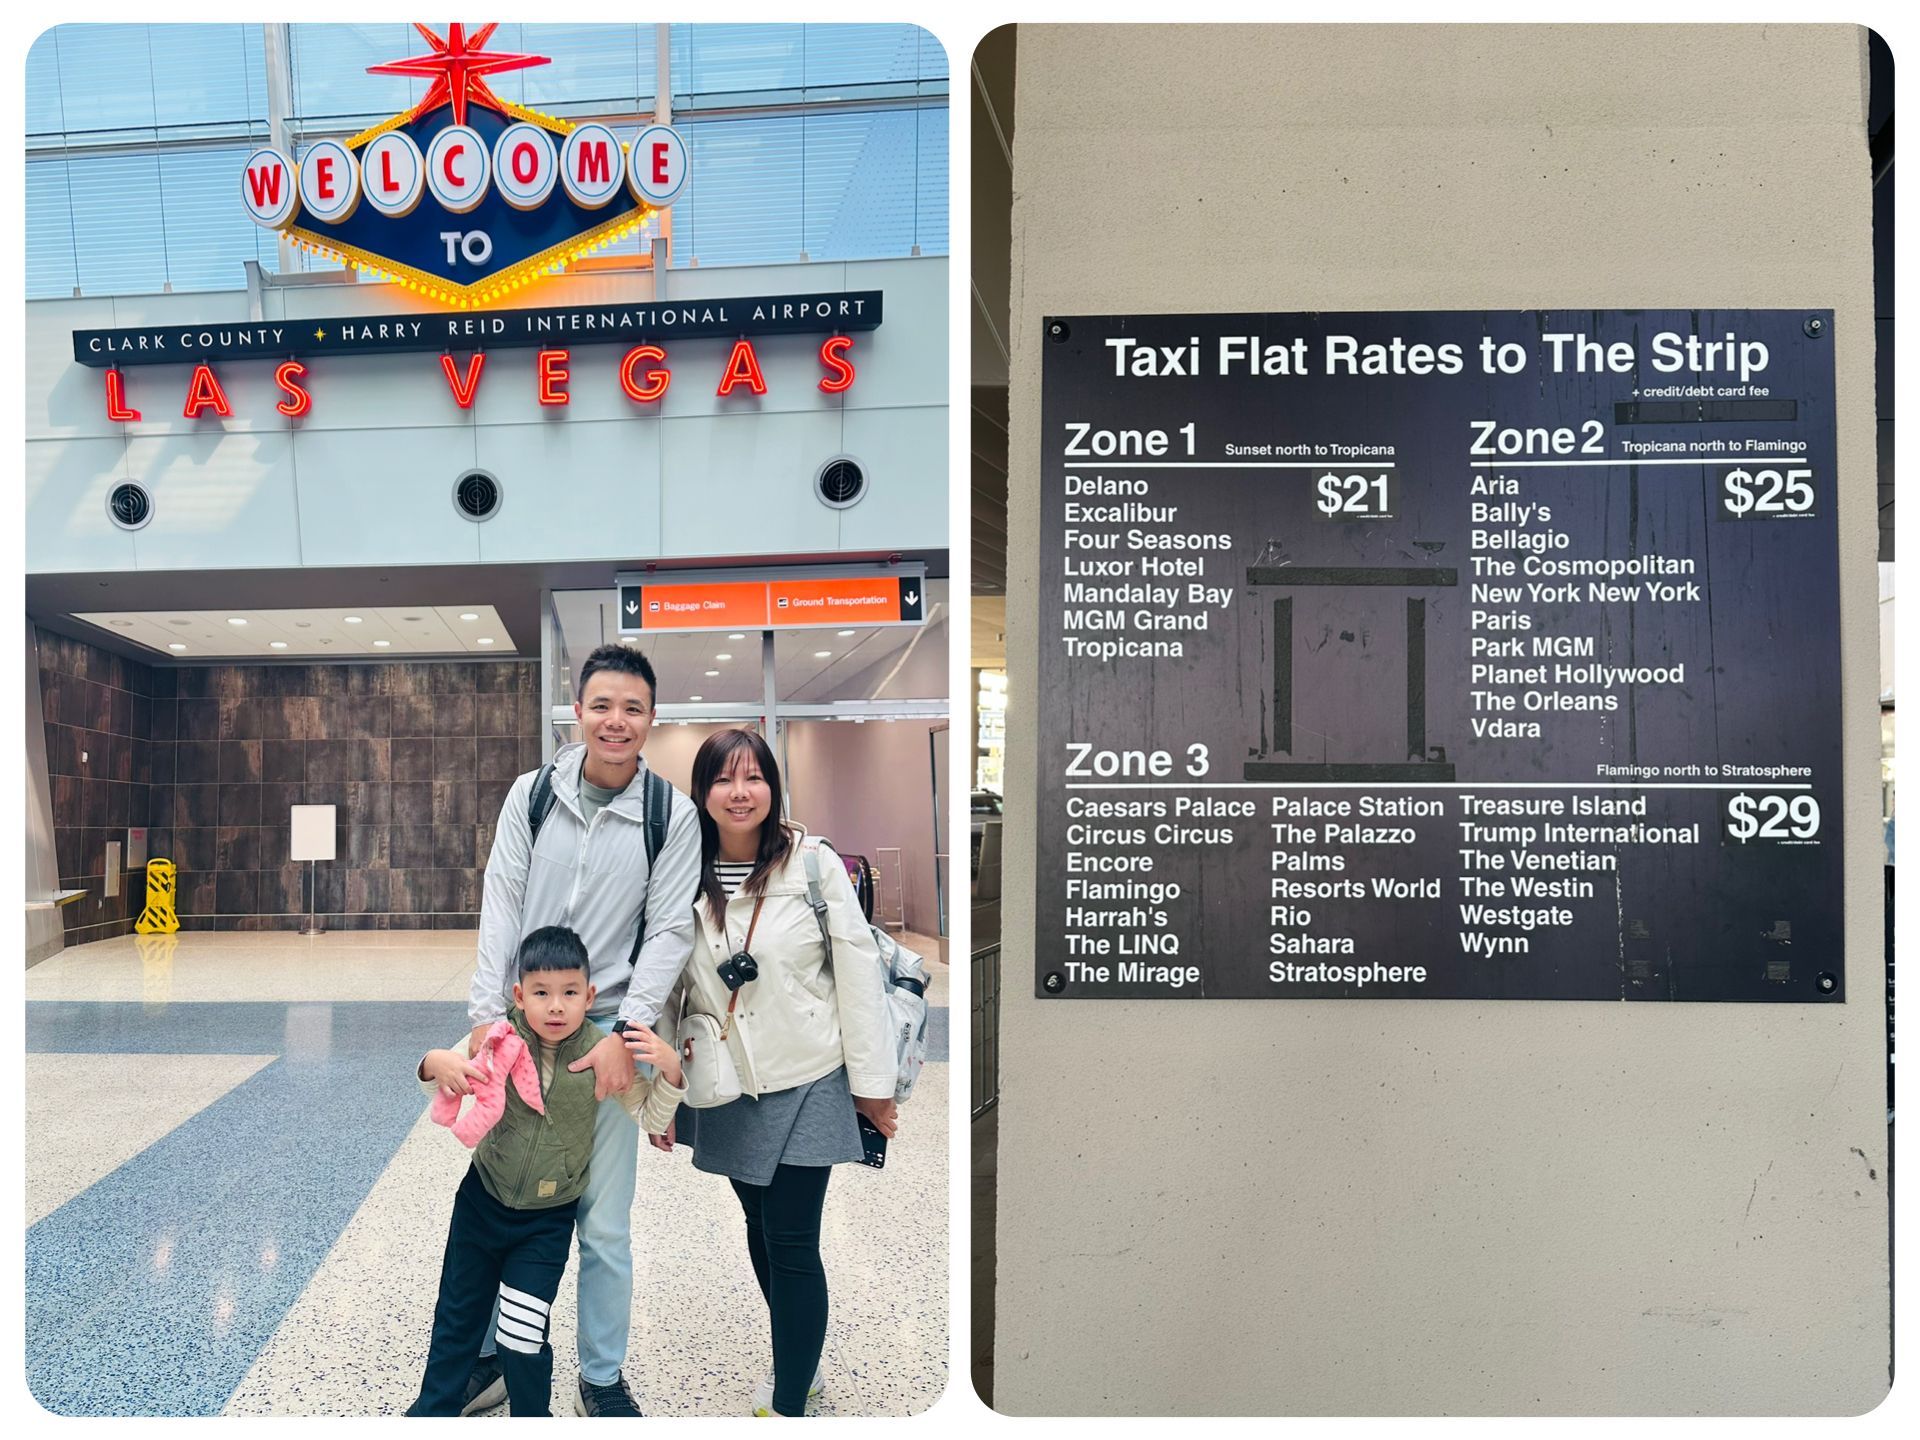 WELCOME
TO
CLARK COUNTY HARRY REID INTERNATIONAL AIRPORT
LAS VEGAS
Baggage Claim
Ground Transportation
Taxi Flat Rates to The Strip
+ credit/debt card fee
Zone 1
Sunset north to Tropicana
$21
Delano
Excalibur
Four Seasons
Luxor Hotel
Mandalay Bay
MGM Grand
Tropicana
Zone 2
Tropicana north to Flamingo
$25
Aria
Bally's
Bellagio
The Cosmopolitan
New York New York
Paris
Park MGM
Planet Hollywood
The Orleans
Vdara
Zone 3
Flamingo north to Stratosphere
$29
Caesars Palace
Circus Circus
Encore
Flamingo
Harrah's
The LINQ
The Mirage
Palace Station
The Palazzo
Palms
Resorts World
Rio
Sahara
Stratosphere
Treasure Island
Trump International
The Venetian
The Westin
Westgate
Wynn